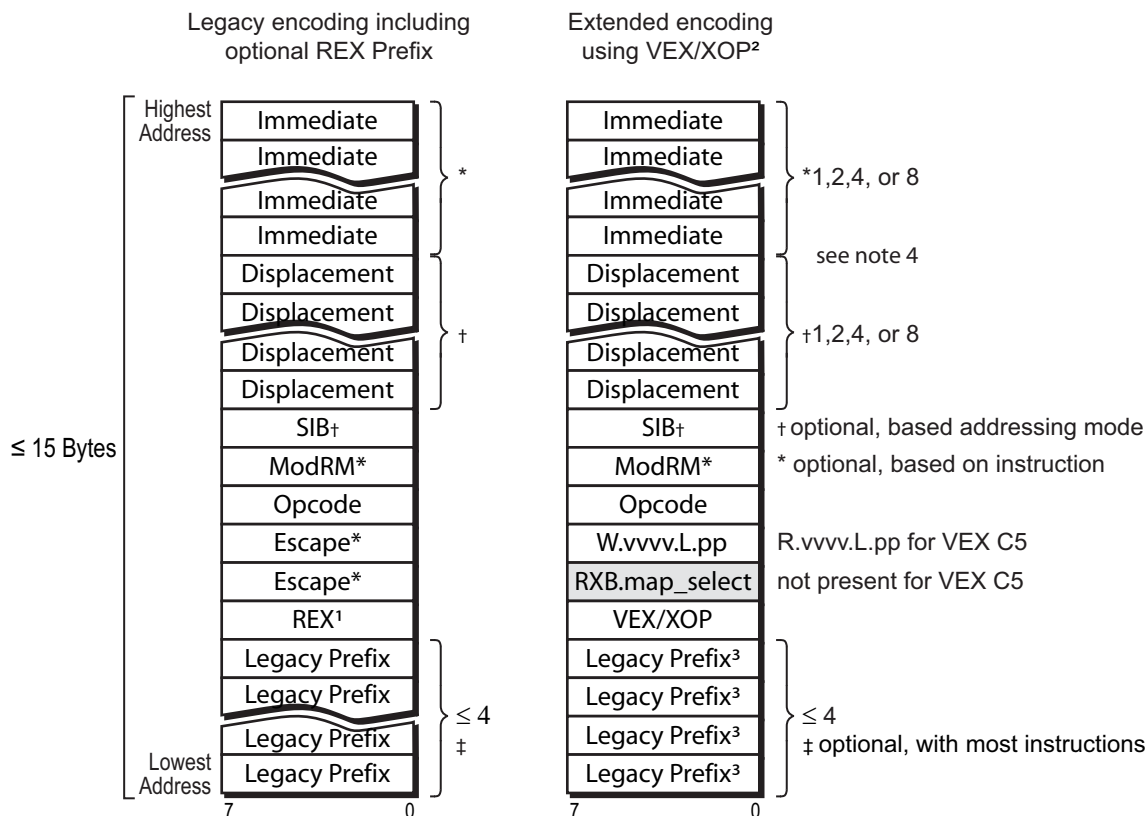 Legacy encoding including
optional REX Prefix
Extended encoding
using VEX/XOP²
≤ 15 Bytes
Highest
Address
Immediate
Immediate
Immediate
Immediate
*
Displacement
Displacement
Displacement
Displacement
†
SIB†
ModRM*
Opcode
Escape*
Escape*
REX¹
Legacy Prefix
Legacy Prefix
Legacy Prefix
Legacy Prefix
≤ 4
‡
Lowest
Address
7 0
Immediate
Immediate
Immediate
Immediate
*1,2,4, or 8
see note 4
Displacement
Displacement
Displacement
Displacement
†1,2,4, or 8
SIB†
† optional, based addressing mode
ModRM*
* optional, based on instruction
Opcode
W.vvvv.L.pp
R.vvvv.L.pp for VEX C5
RXB.map_select
not present for VEX C5
VEX/XOP
Legacy Prefix³
Legacy Prefix³
Legacy Prefix³
Legacy Prefix³
≤ 4
‡ optional, with most instructions
7 0